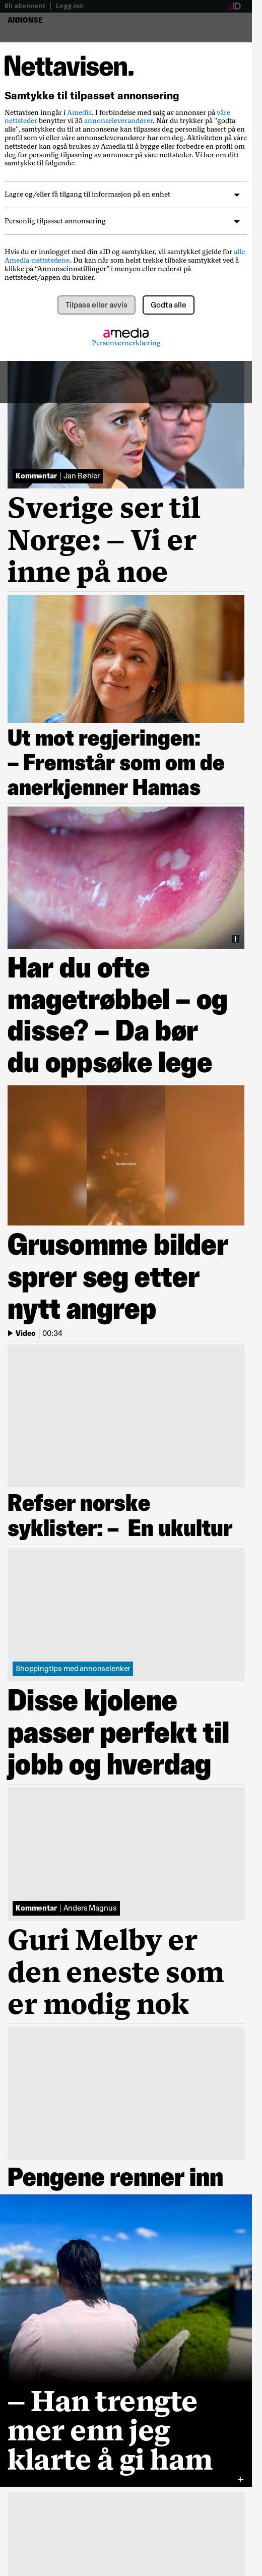 Bli abonnent | Logg inn
aID
ANNONSE
Nettavisen.
Samtykke til tilpasset annonsering
Nettavisen inngår i Amedia. I forbindelse med salg av annonser på våre
nettsteder benytter vi 35 annonseleverandører. Når du trykker på "godta
alle", samtykker du til at annonsene kan tilpasses deg personlig basert på en
profil som vi eller våre annonseleverandører har om deg. Aktiviteten på våre
nettsteder kan også brukes av Amedia til å bygge eller forbedre en profil om
deg for personlig tilpasning av annonser på våre nettsteder. Vi ber om ditt
samtykke til følgende:
Lagre og/eller få tilgang til informasjon på en enhet
Personlig tilpasset annonsering
Hvis du er innlogget med din aID og samtykker, vil samtykket gjelde for alle
Amedia-nettstedene. Du kan når som helst trekke tilbake samtykket ved å
klikke på “Annonseinnstillinger” i menyen eller nederst på
nettstedet/appen du bruker.
Tilpass eller avvis
Godta alle
amedia
Personvernerklæring
Kommentar | Jan Bøhler
Sverige ser til
Norge: – Vi er
inne på noe
Ut mot regjeringen:
– Fremstår som om de
anerkjenner Hamas
Har du ofte
magetrøbbel – og
disse? – Da bør
du oppsøke lege
Grusomme bilder
sprer seg etter
nytt angrep
Video | 00:34
Refser norske
syklister: – En ukultur
Shoppingtips med annonselenker
Disse kjolene
passer perfekt til
jobb og hverdag
Kommentar | Anders Magnus
Guri Melby er
den eneste som
er modig nok
Pengene renner inn
– Han trengte
mer enn jeg
klarte å gi ham